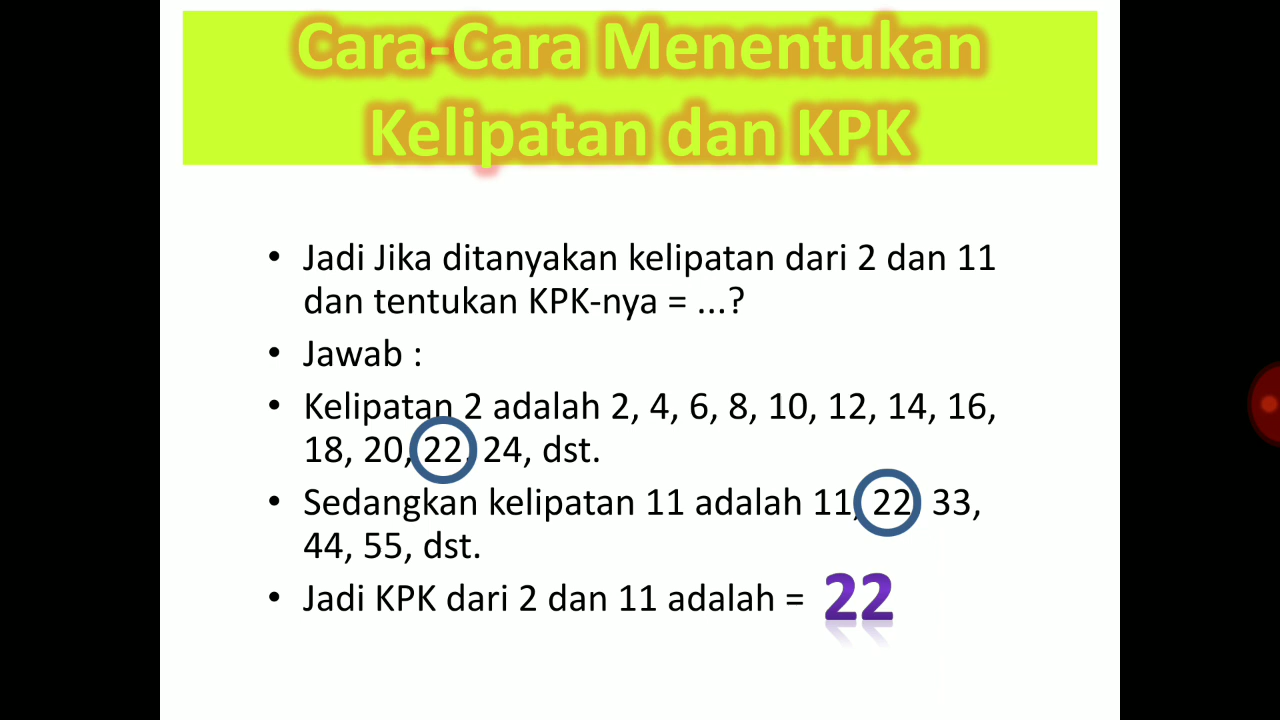 Cara-Cara Menentukan
Kelipatan dan KPK
• Jadi Jika ditanyakan kelipatan dari 2 dan 11
dan tentukan KPK-nya = ...?
• Jawab :
• Kelipatan 2 adalah 2, 4, 6, 8, 10, 12, 14, 16,
18, 20, 22, 24, dst.
• Sedangkan kelipatan 11 adalah 11, 22, 33,
44, 55, dst.
• Jadi KPK dari 2 dan 11 adalah = 22